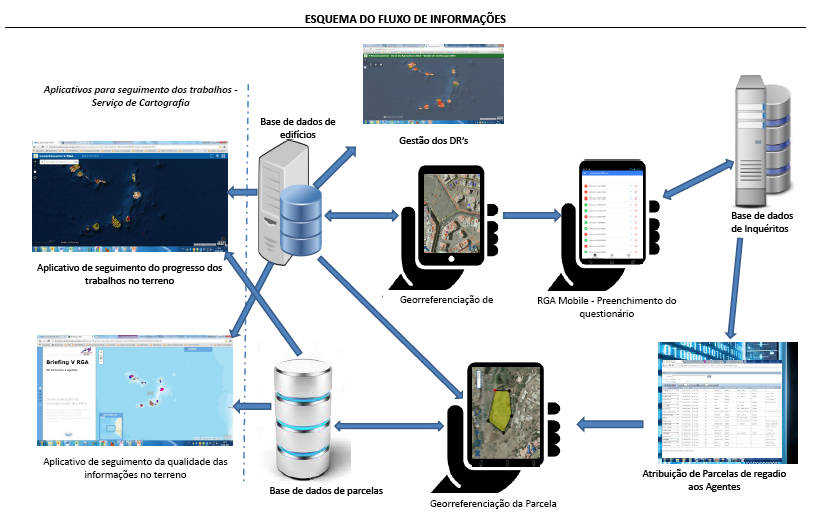 ESQUEMA DO FLUXO DE INFORMAÇÕES
Aplicativos para seguimento dos trabalhos -
Serviço de Cartografia
Base de dados de
edifícios
Gestão dos DR's
Base de dados
de Inquéritos
Aplicativo de seguimento do progresso dos
trabalhos no terreno
Georreferenciação de
RGA Mobile - Preenchimento do
questionário
Briefing V RGA
Aplicativo de seguimento da qualidade das
informações no terreno
Base de dados de parcelas
Georreferenciação da Parcela
Atribuição de Parcelas de regadio
aos Agentes